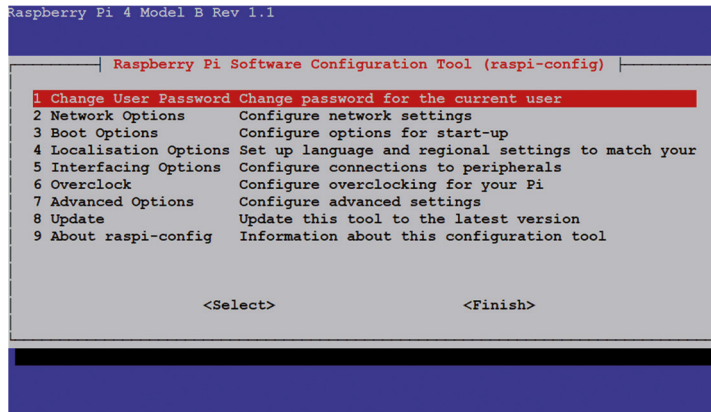 Raspberry Pi 4 Model B Rev 1.1
Raspberry Pi Software Configuration Tool (raspi-config)
1 Change User Password Change password for the current user
2 Network Options Configure network settings
3 Boot Options Configure options for start-up
4 Localisation Options Set up language and regional settings to match your
5 Interfacing Options Configure connections to peripherals
6 Overclock Configure overclocking for your Pi
7 Advanced Options Configure advanced settings
8 Update Update this tool to the latest version
9 About raspi-config Information about this configuration tool
<Select> <Finish>